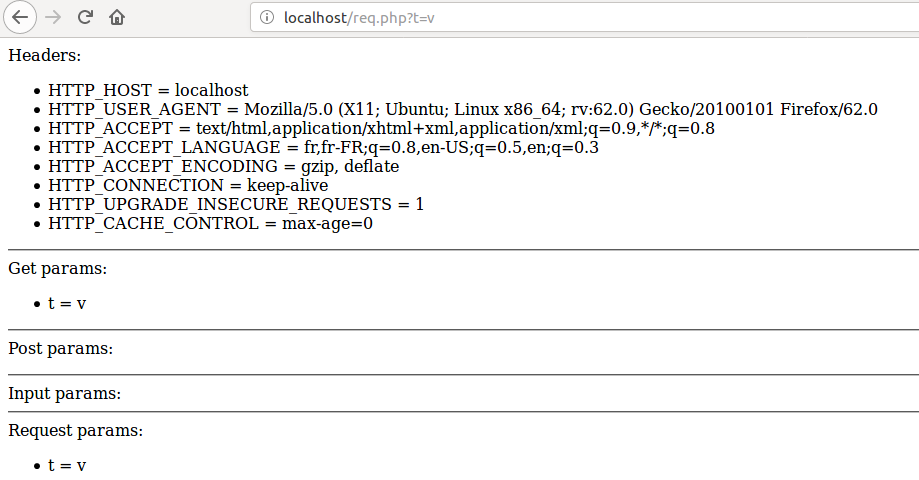 localhost/req.php?t=v
Headers:
• HTTP_HOST = localhost
• HTTP_USER_AGENT = Mozilla/5.0 (X11; Ubuntu; Linux x86_64; rv:62.0) Gecko/20100101 Firefox/62.0
• HTTP_ACCEPT = text/html,application/xhtml+xml,application/xml;q=0.9,*/*;q=0.8
• HTTP_ACCEPT_LANGUAGE = fr,fr-FR;q=0.8,en-US;q=0.5,en;q=0.3
• HTTP_ACCEPT_ENCODING = gzip, deflate
• HTTP_CONNECTION = keep-alive
• HTTP_UPGRADE_INSECURE_REQUESTS = 1
• HTTP_CACHE_CONTROL = max-age=0
Get params:
• t = v
Post params:
Input params:
Request params:
• t = v